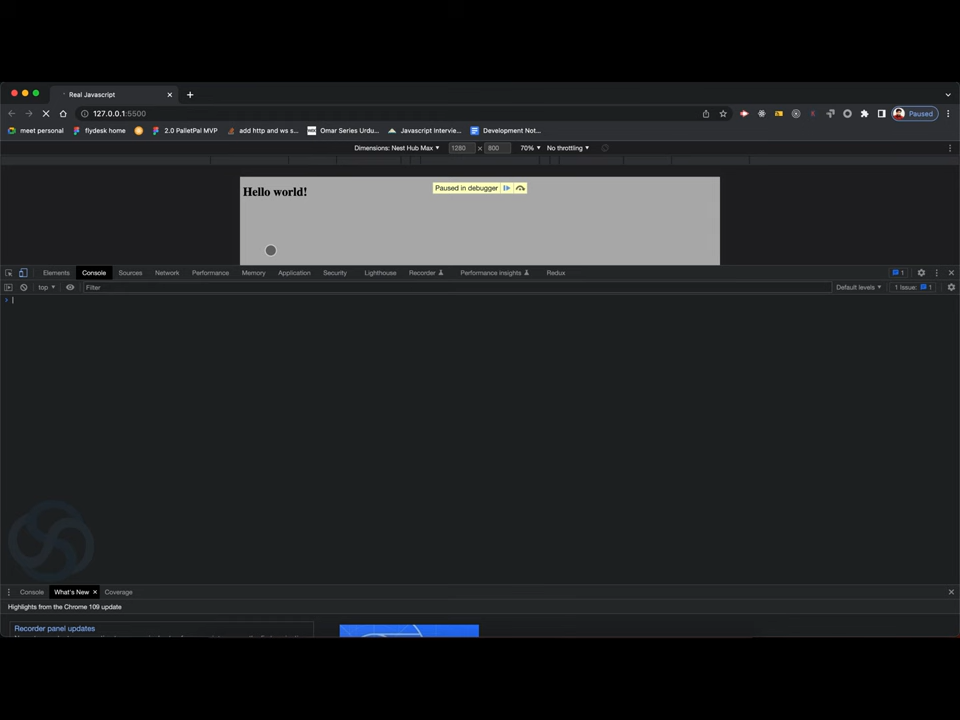 Real Javascript
127.0.0.1:5500
Paused
meet personal
flydesk home
2.0 PalletPal MVP
add http and ws s...
Omar Series Urdu...
Javascript Intervie...
Development Not...
Dimensions: Nest Hub Max
1280 × 800
70%
No throttling
Hello world!
Paused in debugger
Elements
Console
Sources
Network
Performance
Memory
Application
Security
Lighthouse
Recorder
Performance insights
Redux
1
top
Filter
Default levels
1 Issue: 1
Console
What's New
Coverage
Highlights from the Chrome 109 update
Recorder panel updates